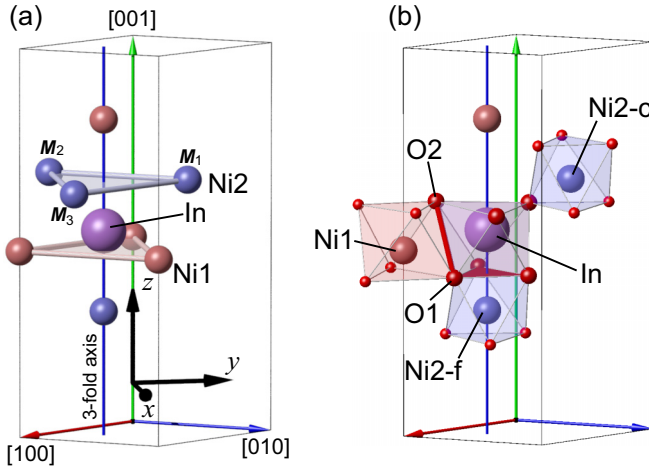 (a)
[001]
M₂
M₁
M₃
Ni2
In
Ni1
z
y
x
3-fold axis
[100]
[010]
(b)
Ni2-c
O2
Ni1
In
O1
Ni2-f